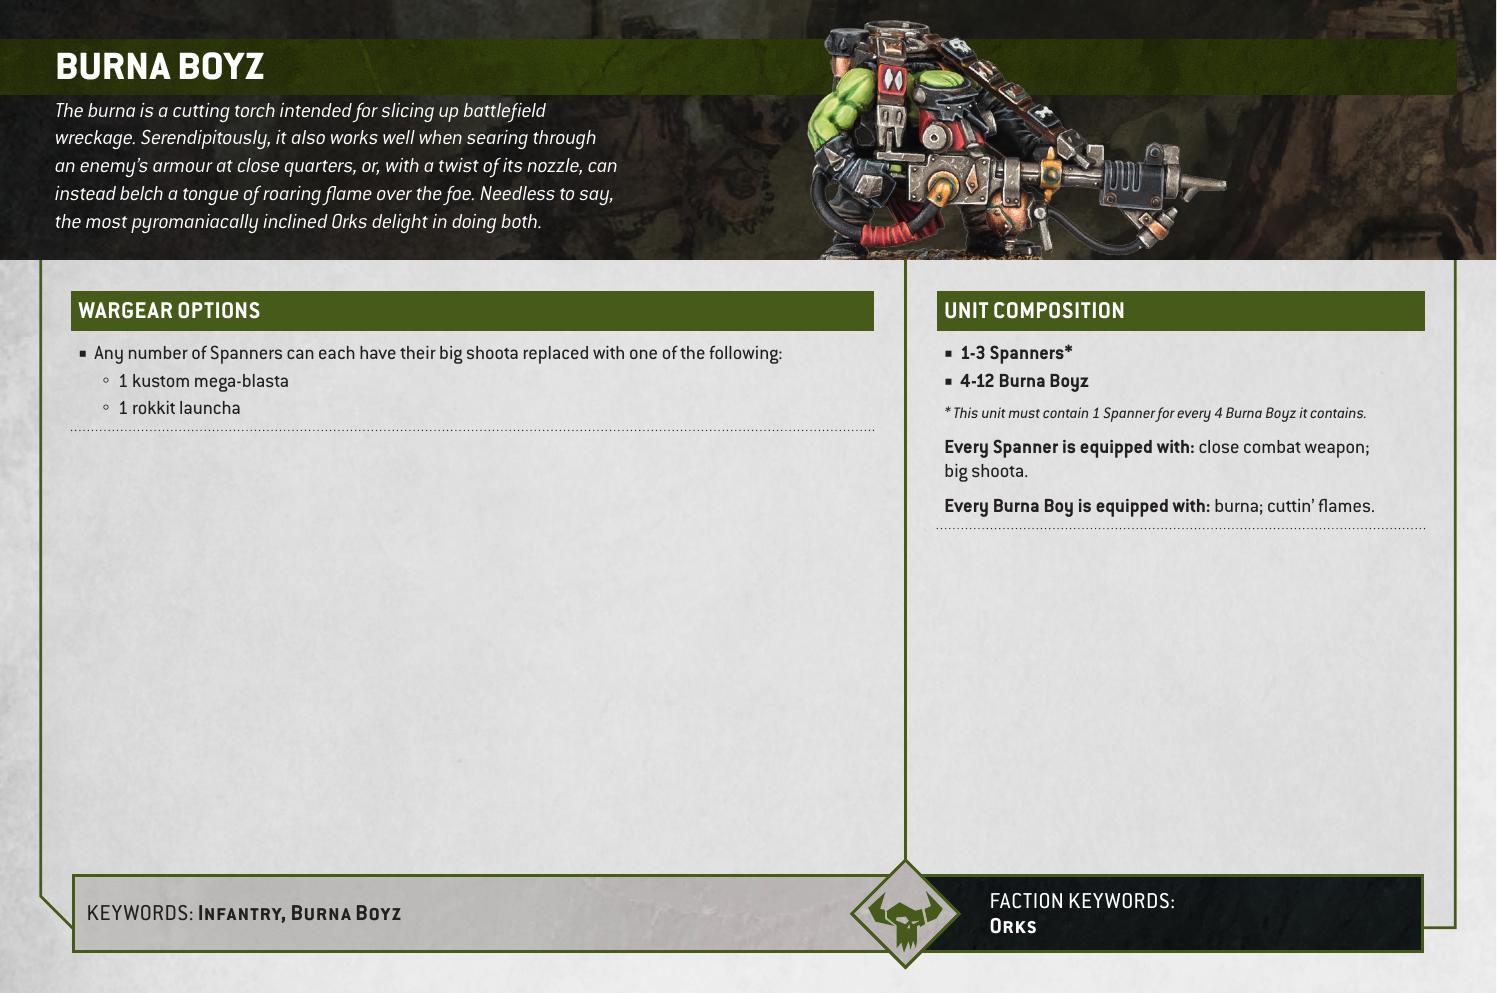 BURNA BOYZ
The burna is a cutting torch intended for slicing up battlefield
wreckage. Serendipitously, it also works well when searing through
an enemy's armour at close quarters, or, with a twist of its nozzle, can
instead belch a tongue of roaring flame over the foe. Needless to say,
the most pyromaniacally inclined Orks delight in doing both.
WARGEAR OPTIONS
■ Any number of Spanners can each have their big shoota replaced with one of the following:
◦ 1 kustom mega-blasta
◦ 1 rokkit launcha
UNIT COMPOSITION
■ 1-3 Spanners*
■ 4-12 Burna Boyz
* This unit must contain 1 Spanner for every 4 Burna Boyz it contains.
Every Spanner is equipped with: close combat weapon;
big shoota.
Every Burna Boy is equipped with: burna; cuttin' flames.
KEYWORDS: Infantry, Burna Boyz
FACTION KEYWORDS:
Orks